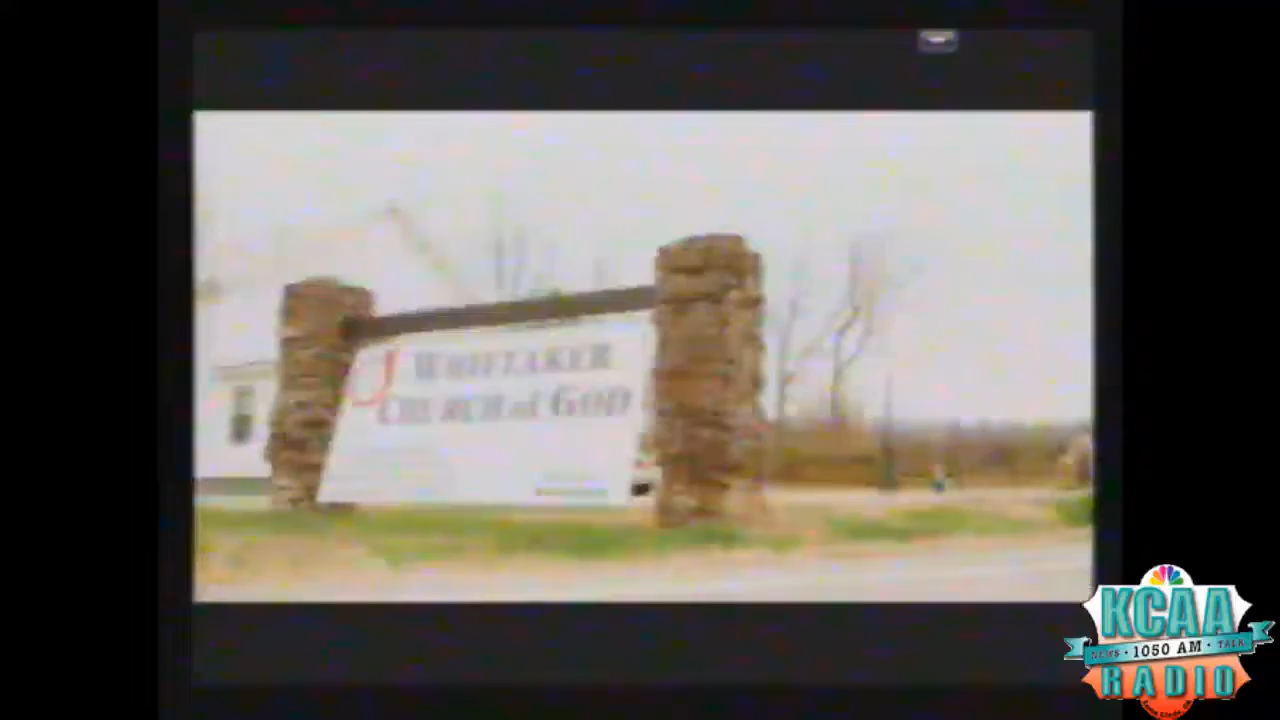 WHITTAKER
CHURCH of GOD
KCAA
NEWS · 1050 AM · TALK
RADIO